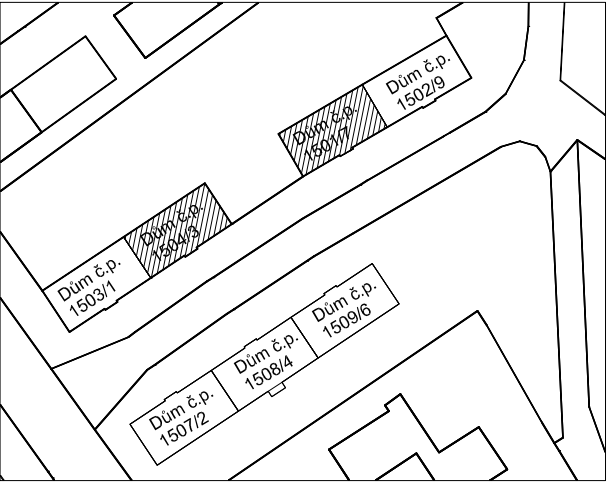 Dům č.p.
1502/9
Dům č.p.
1501/7
Dům č.p.
1504/3
Dům č.p.
1503/1
Dům č.p.
1509/6
Dům č.p.
1508/4
Dům č.p.
1507/2